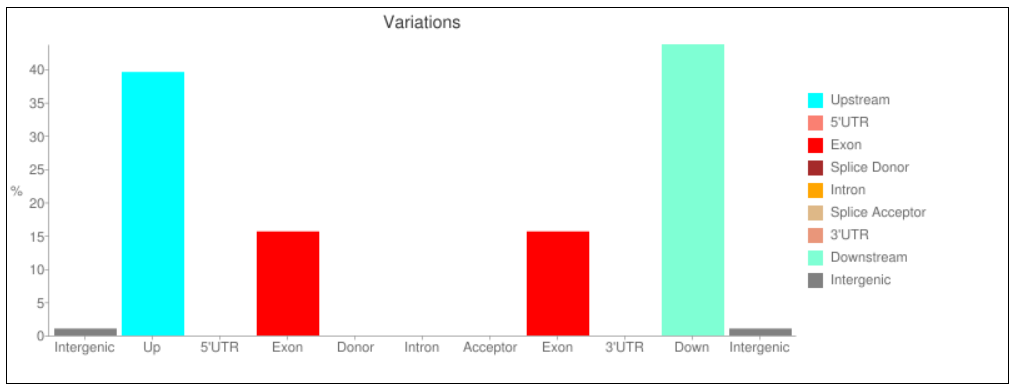 Variations
40
35
30
25
20
15
10
5
0
%
Intergenic Up 5'UTR Exon Donor Intron Acceptor Exon 3'UTR Down Intergenic
Upstream
5'UTR
Exon
Splice Donor
Intron
Splice Acceptor
3'UTR
Downstream
Intergenic